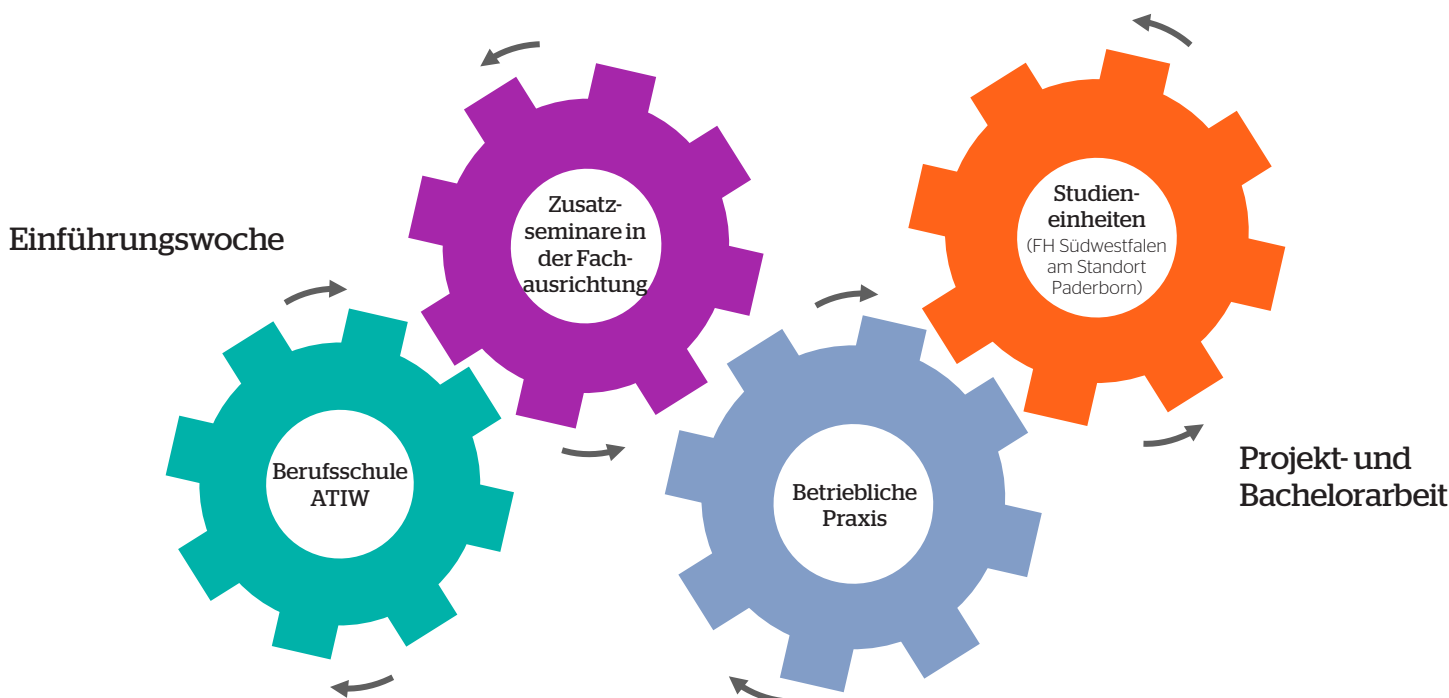 Einführungswoche
Zusatz-
seminare in
der Fach-
ausrichtung
Studien-
einheiten
(FH Südwestfalen
am Standort
Paderborn)
Berufsschule
ATIW
Betriebliche
Praxis
Projekt- und
Bachelorarbeit